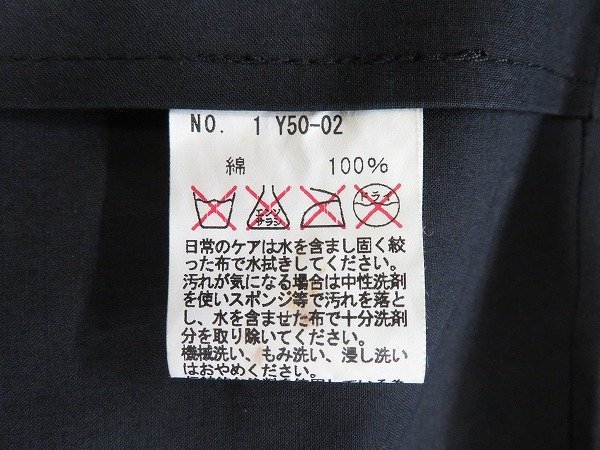 NO. 1 Y50-02
綿 100%
エンソ
サラシ
ドライ
日常のケアは水を含まし固く絞
った布で水拭きしてください。
汚れが気になる場合は中性洗剤
を使いスポンジ等で汚れを落と
し、水を含ませた布で十分洗剤
分を取り除いてください。
機械洗い、もみ洗い、浸し洗い
はおやめください。